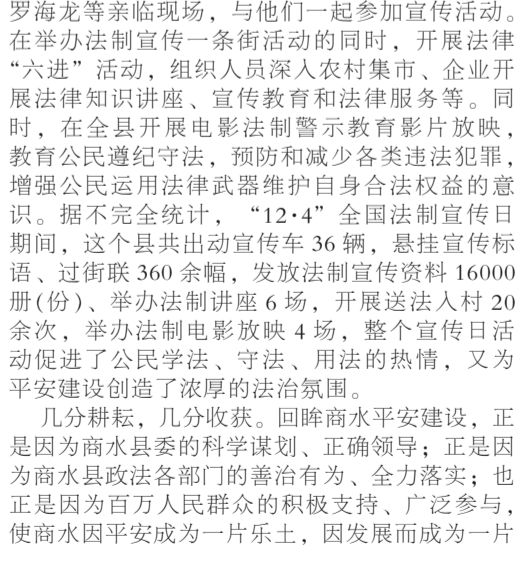 罗海龙等亲临现场，与他们一起参加宣传活动。
在举办法制宣传一条街活动的同时，开展法律
“六进”活动，组织人员深入农村集市、企业开
展法律知识讲座、宣传教育和法律服务等。同
时，在全县开展电影法制警示教育影片放映，
教育公民遵纪守法，预防和减少各类违法犯罪，
增强公民运用法律武器维护自身合法权益的意
识。据不完全统计，“12·4”全国法制宣传日
期间，这个县共出动宣传车 36 辆，悬挂宣传标
语、过街联 360 余幅，发放法制宣传资料 16000
册(份)、举办法制讲座 6 场，开展送法入村 20
余次，举办法制电影放映 4 场，整个宣传日活
动促进了公民学法、守法、用法的热情，又为
平安建设创造了浓厚的法治氛围。
几分耕耘，几分收获。回眸商水平安建设，正
是因为商水县委的科学谋划、正确领导；正是因
为商水县政法各部门的善治有为、全力落实；也
正是因为百万人民群众的积极支持、广泛参与，
使商水因平安成为一片乐土，因发展而成为一片